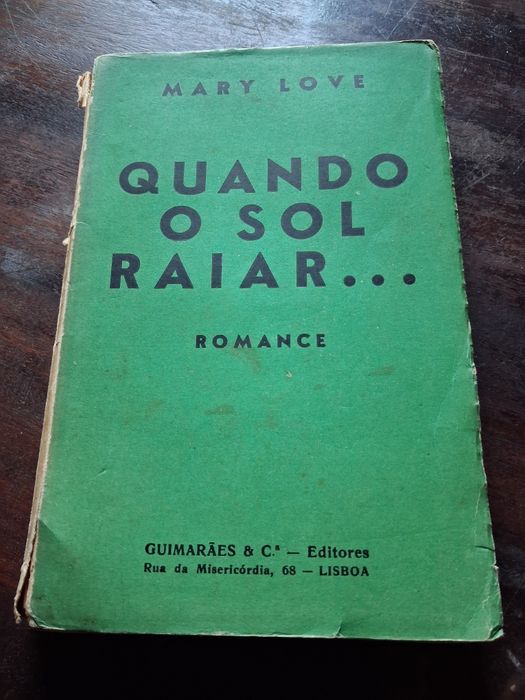 MARY LOVE
QUANDO
O SOL
RAIAR...
ROMANCE
GUIMARÃES & C.ª — Editores
Rua da Misericórdia, 68 — LISBOA